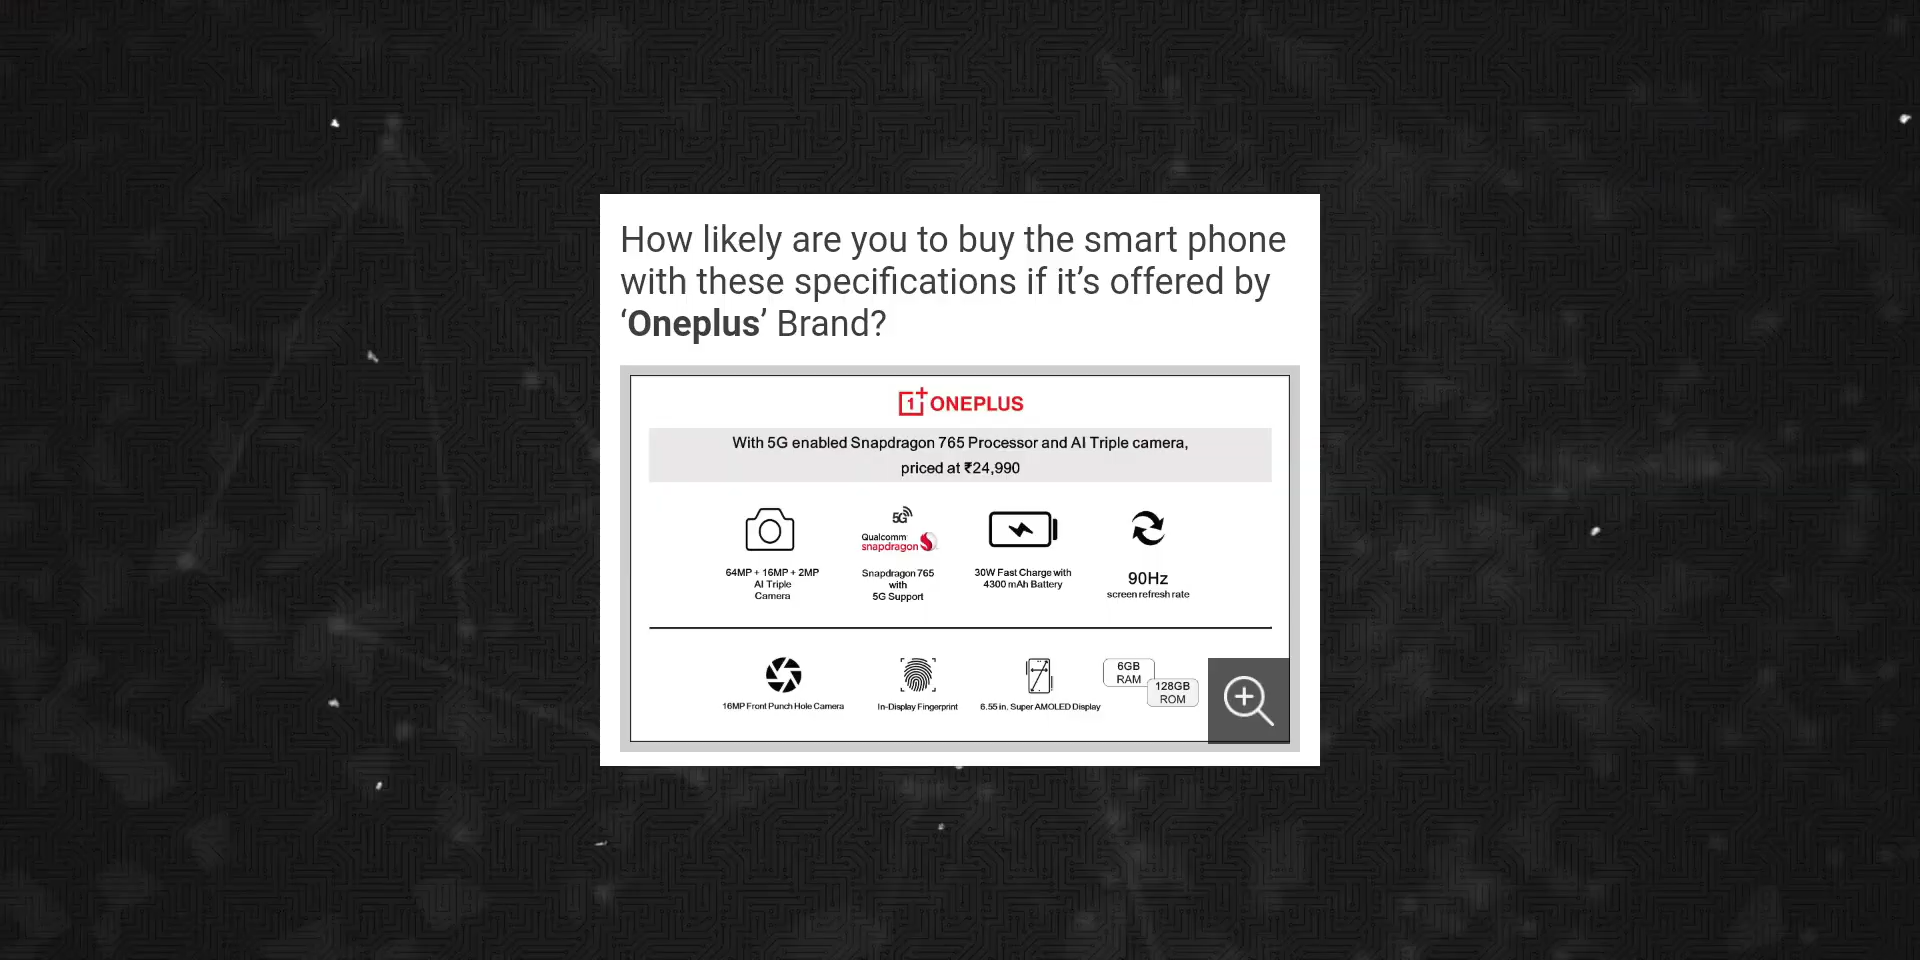 How likely are you to buy the smart phone
with these specifications if it’s offered by
‘Oneplus’ Brand?
1+ ONEPLUS
With 5G enabled Snapdragon 765 Processor and AI Triple camera,
priced at ₹24,990
5G
Qualcomm
snapdragon
64MP + 16MP + 2MP
AI Triple
Camera
Snapdragon 765
with
5G Support
30W Fast Charge with
4300 mAh Battery
90Hz
screen refresh rate
16MP Front Punch Hole Camera
In-Display Fingerprint
6.55 in. Super AMOLED Display
6GB
RAM
128GB
ROM